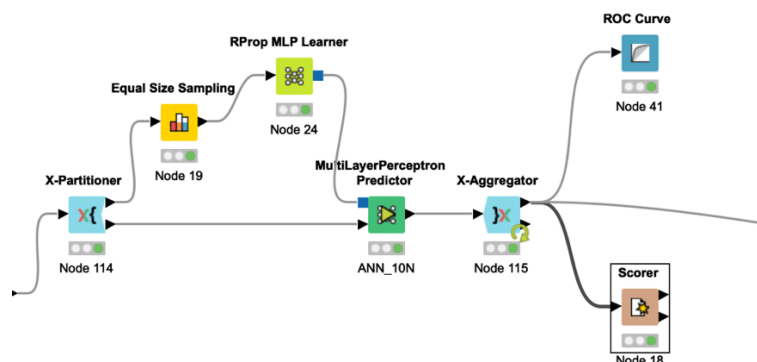 ROC Curve
Node 41
RProp MLP Learner
Node 24
Equal Size Sampling
Node 19
X-Partitioner
Node 114
MultiLayerPerceptron
Predictor
ANN_10N
X-Aggregator
Node 115
Scorer
Node 18